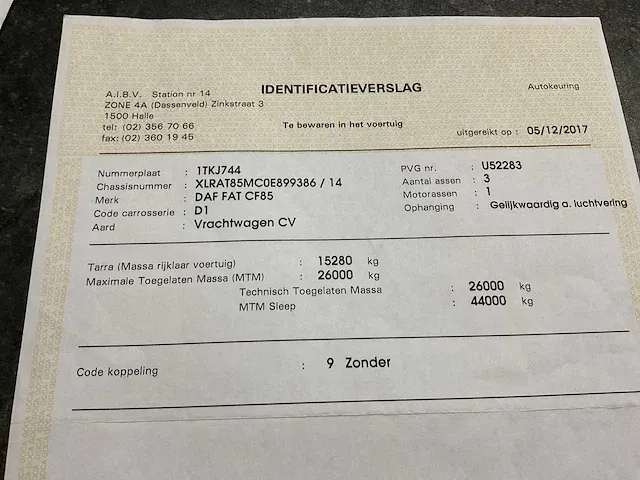 IDENTIFICATIEVERSLAG
Autokeuring
A.I.B.V. Station nr 14
ZONE 4A (Dassenveld) Zinkstraat 3
1500 Halle
tel: (02) 356 70 66
fax: (02) 360 19 45
Te bewaren in het voertuig
uitgereikt op : 05/12/2017
Nummerplaat : 1TKJ744
Chassisnummer : XLRAT85MC0E899386 / 14
Merk : DAF FAT CF85
Code carrosserie : D1
Aard : Vrachtwagen CV
PVG nr. : U52283
Aantal assen : 3
Motorassen : 1
Ophanging : Gelijkwaardig a. luchtvering
Tarra (Massa rijklaar voertuig) : 15280 kg
Maximale Toegelaten Massa (MTM) : 26000 kg
Technisch Toegelaten Massa : 26000 kg
MTM Sleep : 44000 kg
Code koppeling : 9 Zonder